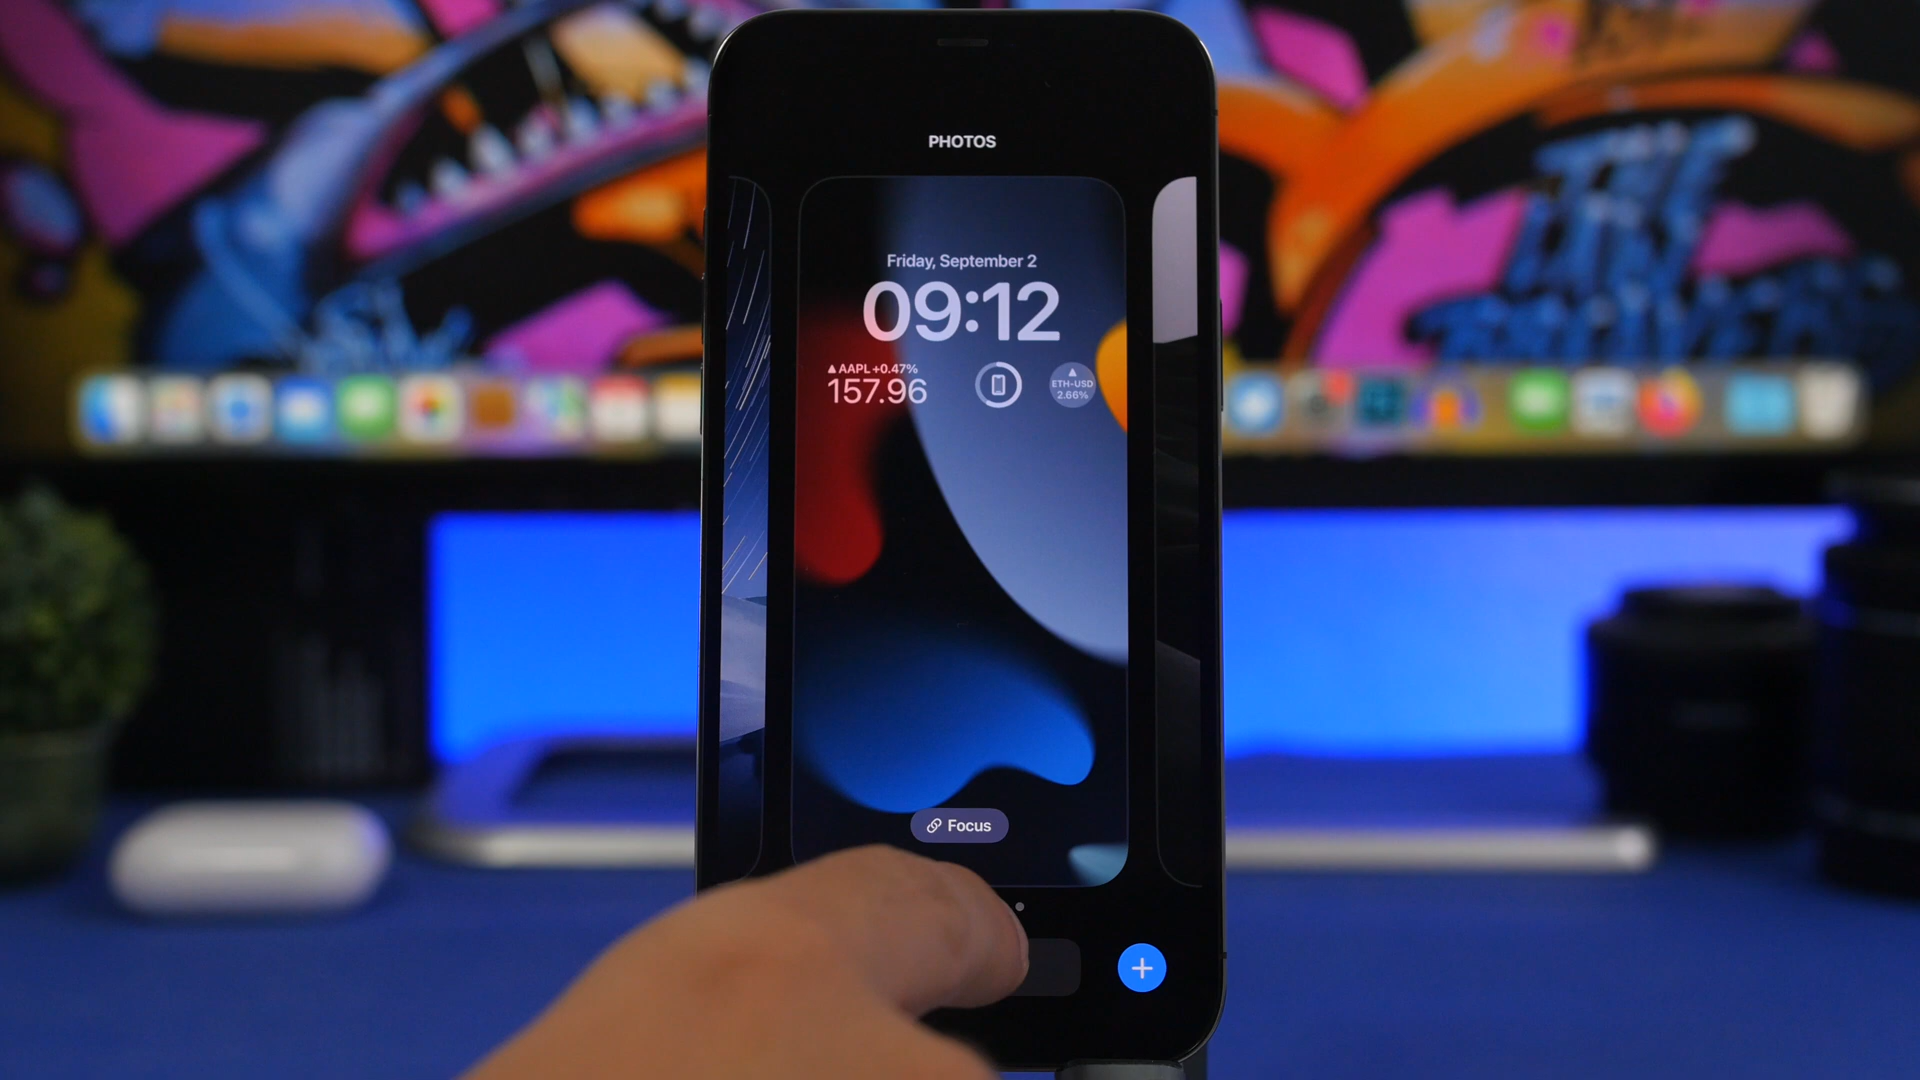 PHOTOS
Friday, September 2
09:12
▲ AAPL +0.47%
157.96
▲
ETH-USD
2.66%
Focus